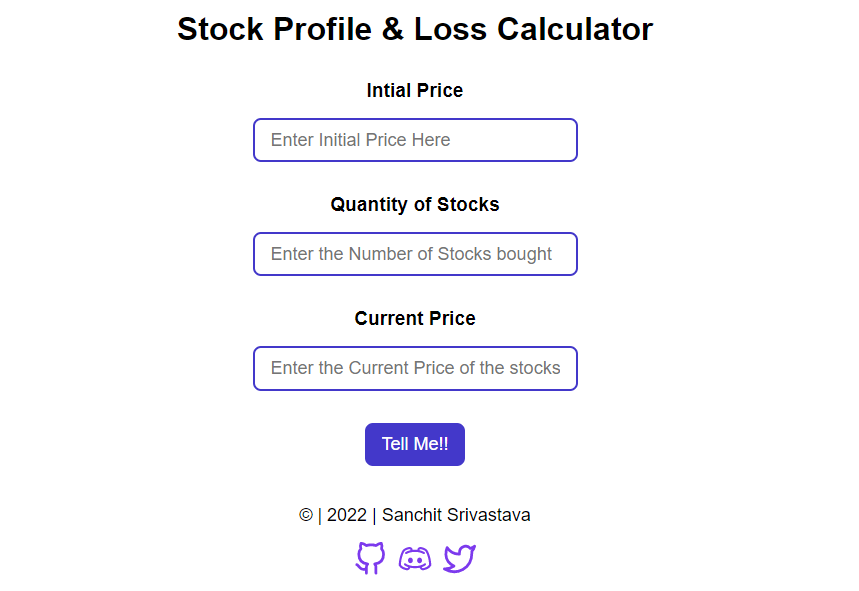 Stock Profile & Loss Calculator
Intial Price
Enter Initial Price Here
Quantity of Stocks
Enter the Number of Stocks bought
Current Price
Enter the Current Price of the stocks
Tell Me!!
© | 2022 | Sanchit Srivastava